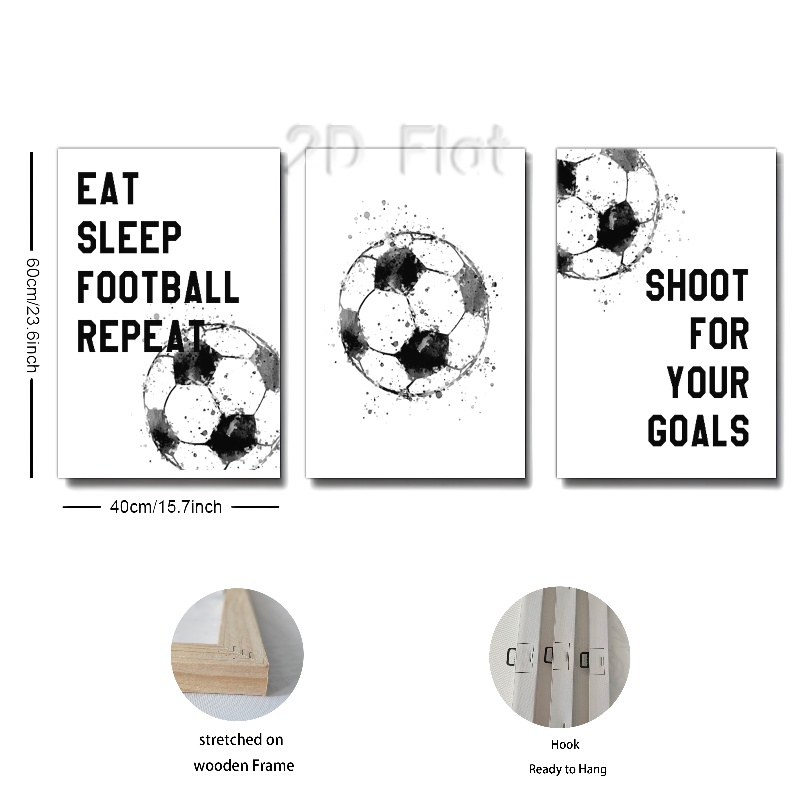 2D Flat
EAT
SLEEP
FOOTBALL
REPEAT
SHOOT
FOR
YOUR
GOALS
60cm/23.6inch
40cm/15.7inch
stretched on
wooden Frame
Hook
Ready to Hang